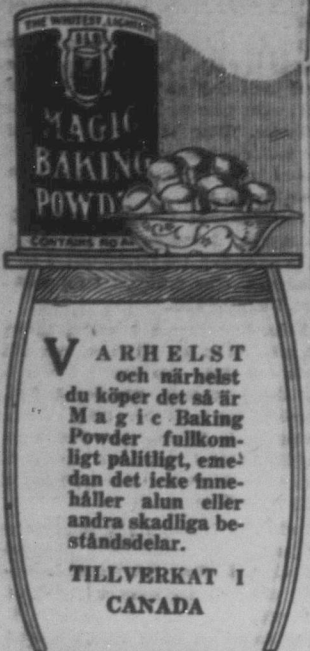 THE WHITEST, LIGHTEST
MAGIC
BAKING
POWD
CONTAINS NO A
VARHELST
och närhelst
du köper det så är
Magic Baking
Powder fullkom-
ligt pålitligt, eme-
dan det icke inne-
håller alun eller
andra skadliga be-
ståndsdelar.
TILLVERKAT I
CANADA